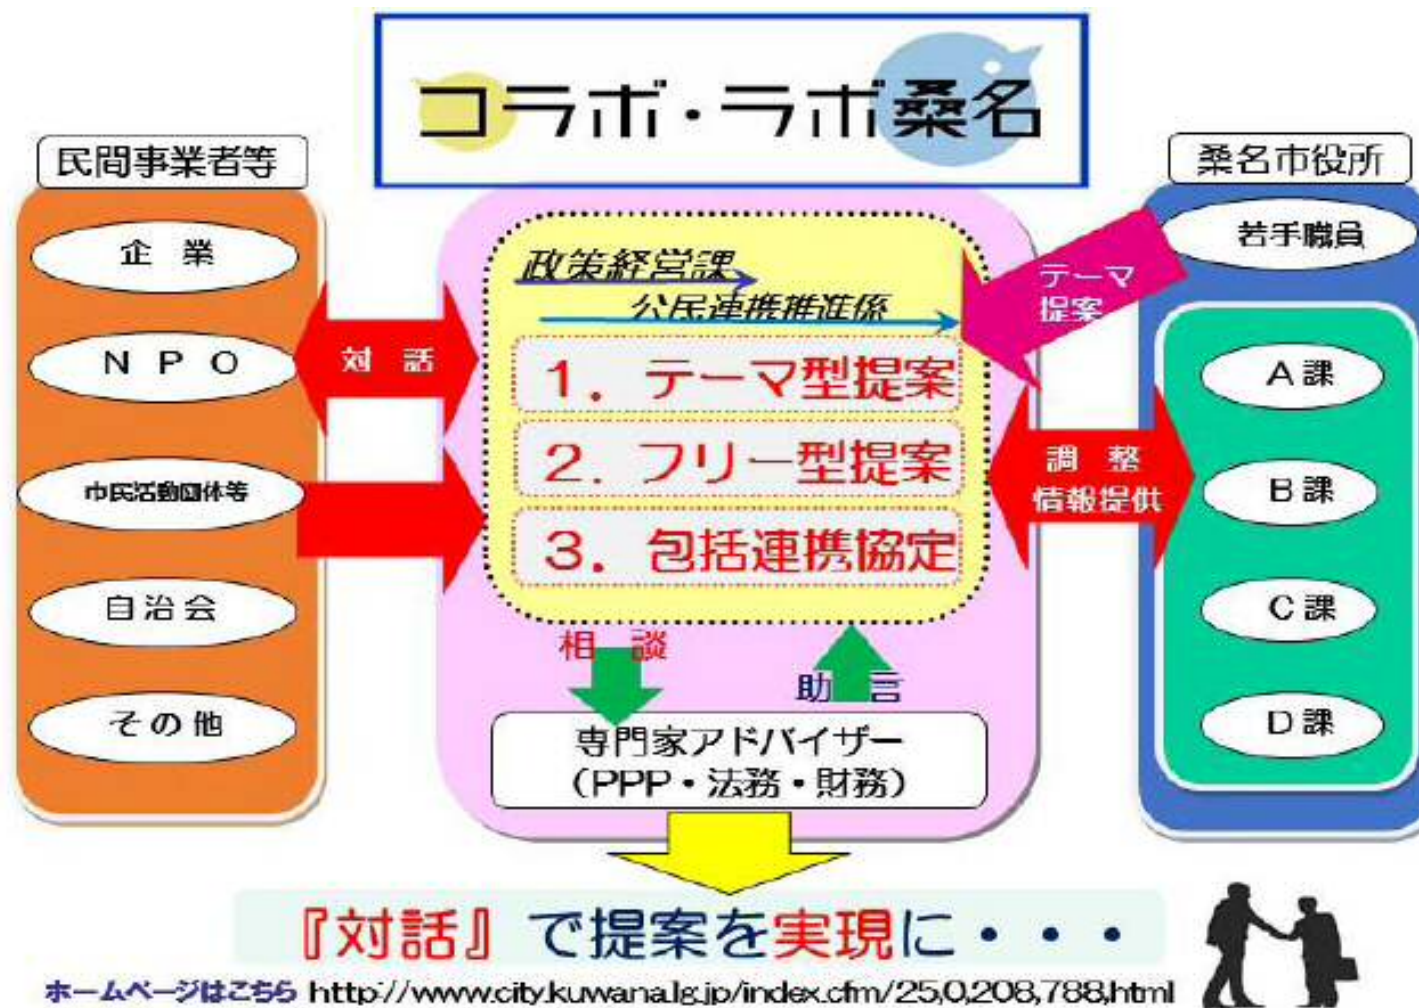 コラボ・ラボ桑名
民間事業者等
企業
NPO
市民活動団体等
自治会
その他
対話
政策経営課
公民連携推進係
1. テーマ型提案
2. フリー型提案
3. 包括連携協定
相談
助言
専門家アドバイザー
(PPP・法務・財務)
桑名市役所
若手職員
テーマ
提案
調整
情報提供
A課
B課
C課
D課
『対話』で提案を実現に・・・
ホームページはこちら http://www.city.kuwana.lg.jp/index.cfm/25,0,208,788,html